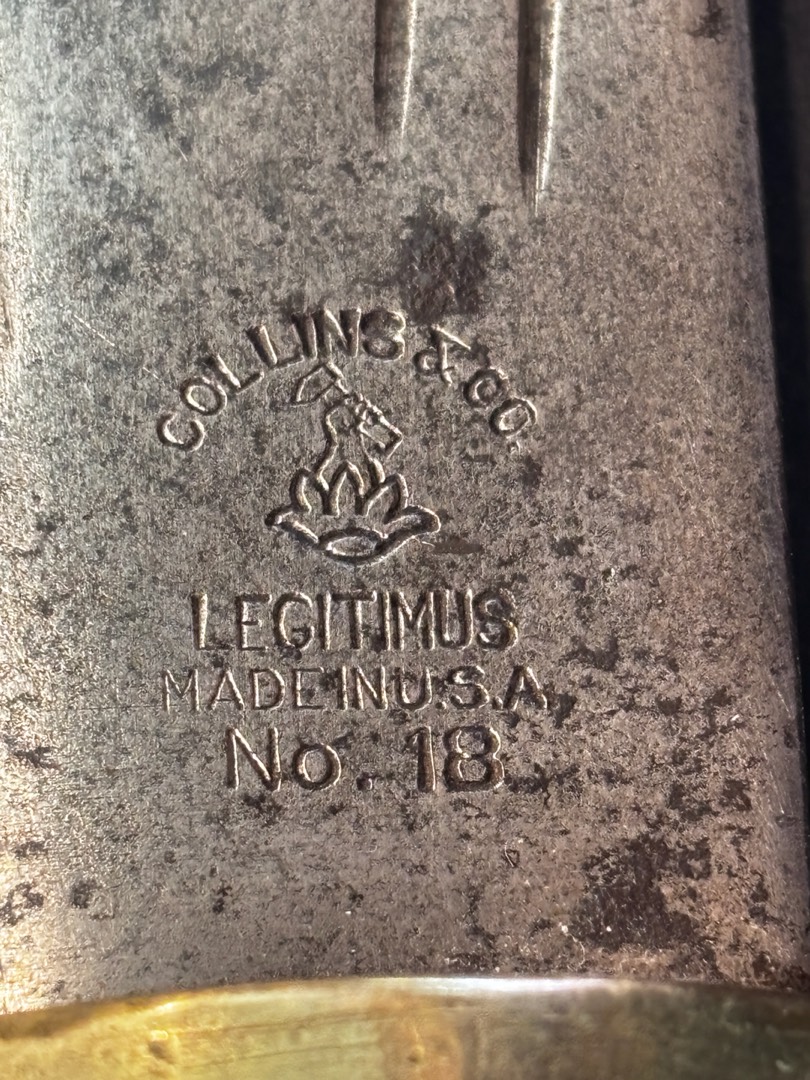 COLLINS & CO.
LEGITIMUS
MADE IN U.S.A
No. 18